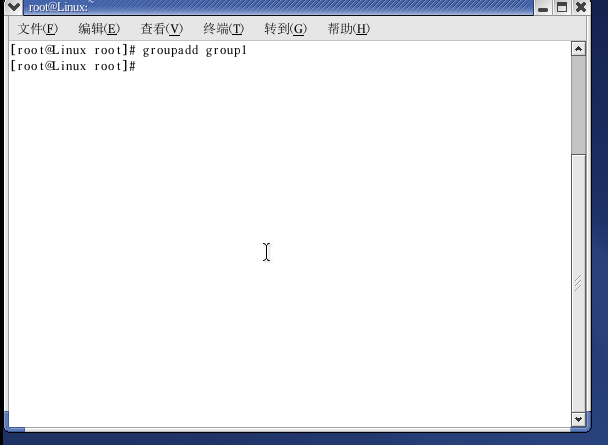 root@Linux:~
文件(F) 编辑(E) 查看(V) 终端(T) 转到(G) 帮助(H)
[root@Linux root]# groupadd group1
[root@Linux root]#